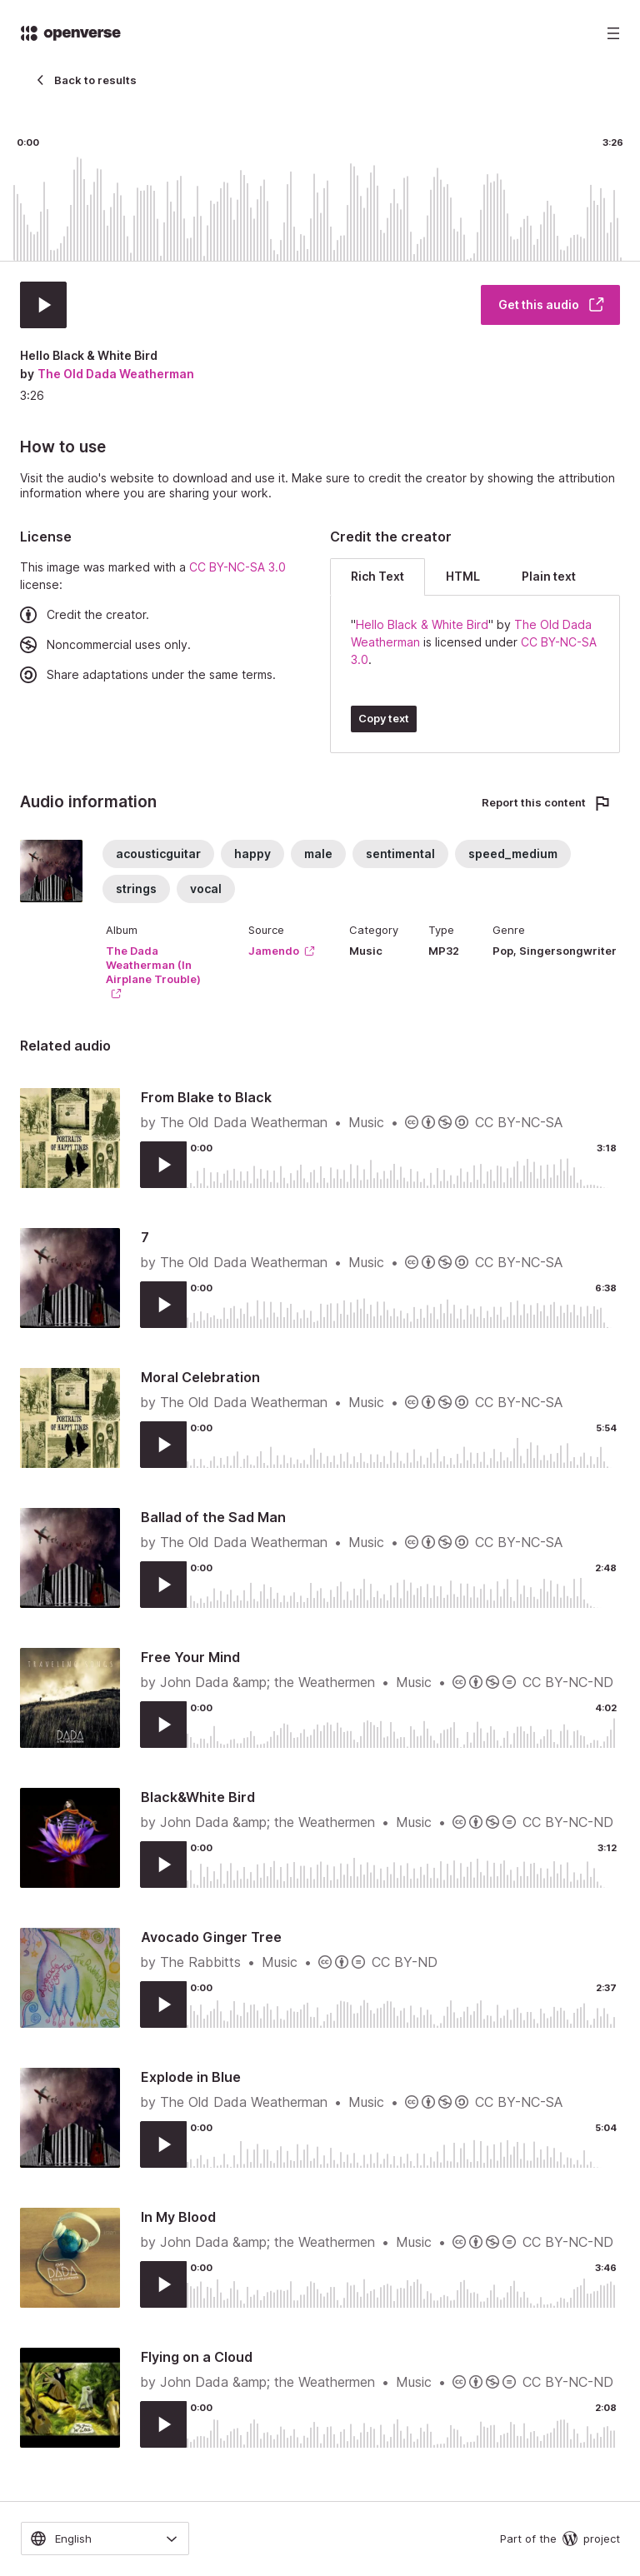 openverse
Back to results
0:00 3:26
Get this audio
Hello Black & White Bird
by The Old Dada Weatherman
3:26
How to use
Visit the audio's website to download and use it. Make sure to credit the creator by showing the attribution
information where you are sharing your work.
License
This image was marked with a CC BY-NC-SA 3.0
license:
Credit the creator.
Noncommercial uses only.
Share adaptations under the same terms.
Credit the creator
Rich Text HTML Plain text
"Hello Black & White Bird" by The Old Dada
Weatherman is licensed under CC BY-NC-SA
3.0.
Copy text
Audio information
Report this content
acousticguitar happy male sentimental speed_medium
strings vocal
Album Source Category Type Genre
The Dada Jamendo Music MP32 Pop, Singersongwriter
Weatherman (In
Airplane Trouble)
Related audio
PORTRAITS
OF HAPPY TIMES
From Blake to Black
by The Old Dada Weatherman • Music • CC BY-NC-SA
0:00 3:18
7
by The Old Dada Weatherman • Music • CC BY-NC-SA
0:00 6:38
PORTRAITS
OF HAPPY TIMES
Moral Celebration
by The Old Dada Weatherman • Music • CC BY-NC-SA
0:00 5:54
Ballad of the Sad Man
by The Old Dada Weatherman • Music • CC BY-NC-SA
0:00 2:48
DADA
Free Your Mind
by John Dada &amp; the Weathermen • Music • CC BY-NC-ND
0:00 4:02
Black&White Bird
by John Dada &amp; the Weathermen • Music • CC BY-NC-ND
0:00 3:12
Avocado Ginger Tree
by The Rabbitts • Music • CC BY-ND
0:00 2:37
Explode in Blue
by The Old Dada Weatherman • Music • CC BY-NC-SA
0:00 5:04
DADA
In My Blood
by John Dada &amp; the Weathermen • Music • CC BY-NC-ND
0:00 3:46
Flying on a Cloud
by John Dada &amp; the Weathermen • Music • CC BY-NC-ND
0:00 2:08
English
Part of the project